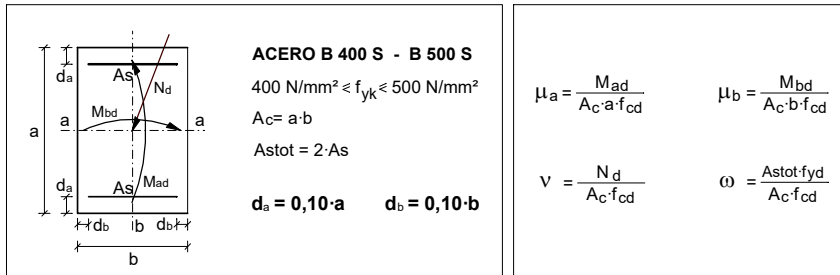 As
da
Nd
Mbd
a
a
a
da
As
Mad
db
b
db
b
ACERO B 400 S - B 500 S
400 N/mm² ⩽ fyk ⩽ 500 N/mm²
Ac= a·b
Astot = 2·As
da = 0,10·a db = 0,10·b
μa = Mad / Ac·a·fcd
μb = Mbd / Ac·b·fcd
ν = Nd / Ac·fcd
ω = Astot·fyd / Ac·fcd